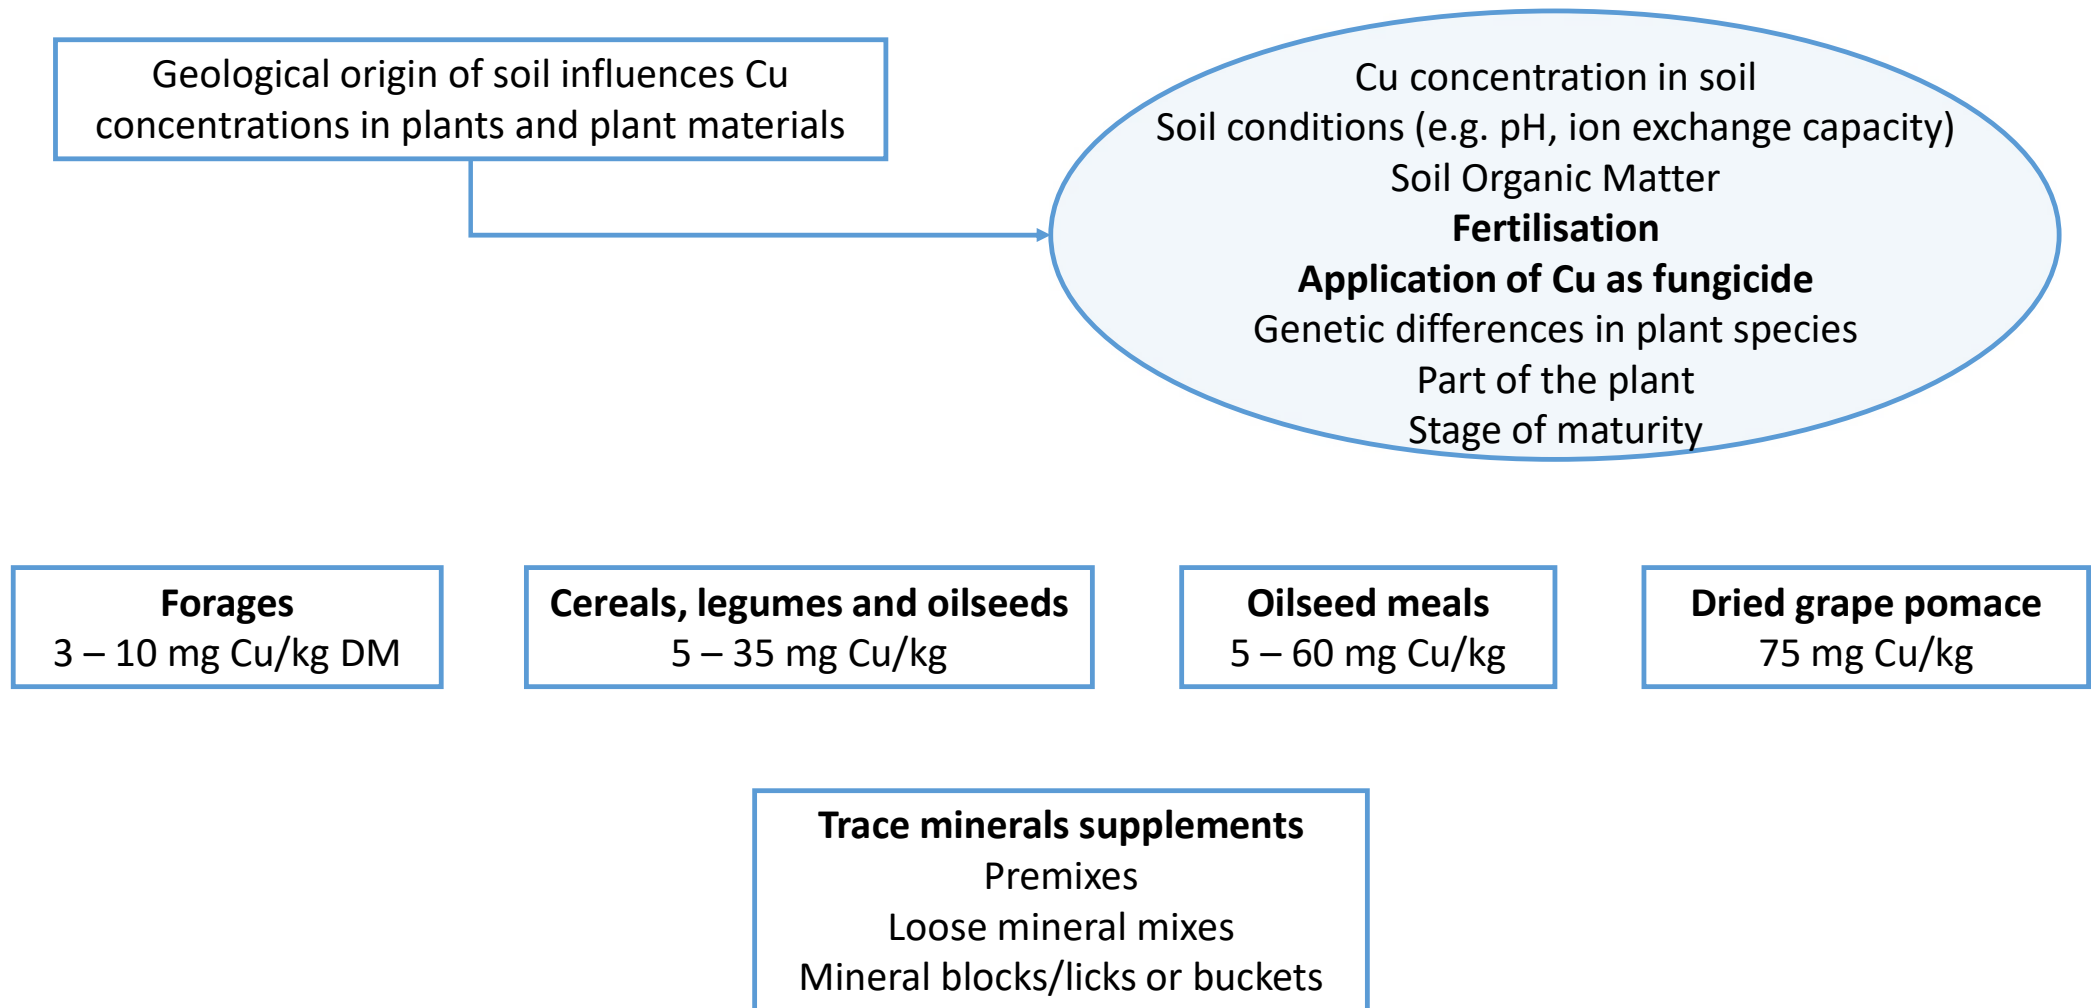 Geological origin of soil influences Cu
concentrations in plants and plant materials
Cu concentration in soil
Soil conditions (e.g. pH, ion exchange capacity)
Soil Organic Matter
Fertilisation
Application of Cu as fungicide
Genetic differences in plant species
Part of the plant
Stage of maturity
Forages
3 – 10 mg Cu/kg DM
Cereals, legumes and oilseeds
5 – 35 mg Cu/kg
Oilseed meals
5 – 60 mg Cu/kg
Dried grape pomace
75 mg Cu/kg
Trace minerals supplements
Premixes
Loose mineral mixes
Mineral blocks/licks or buckets